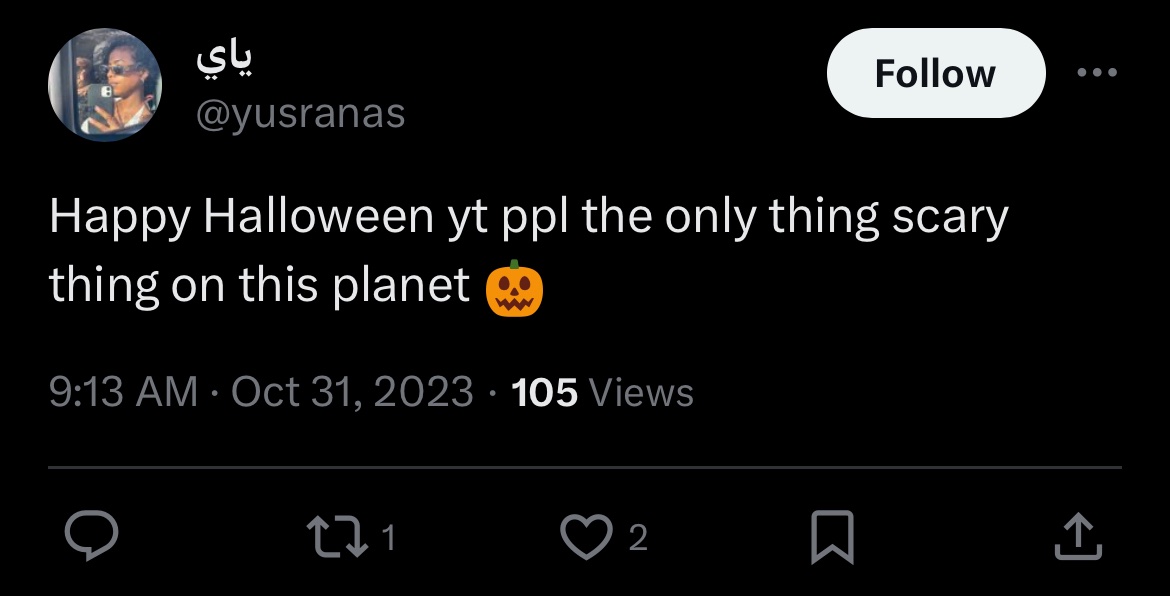 ياي
Follow
@yusranas
Happy Halloween yt ppl the only thing scary
thing on this planet 🎃
9:13 AM · Oct 31, 2023 · 105 Views
1
2